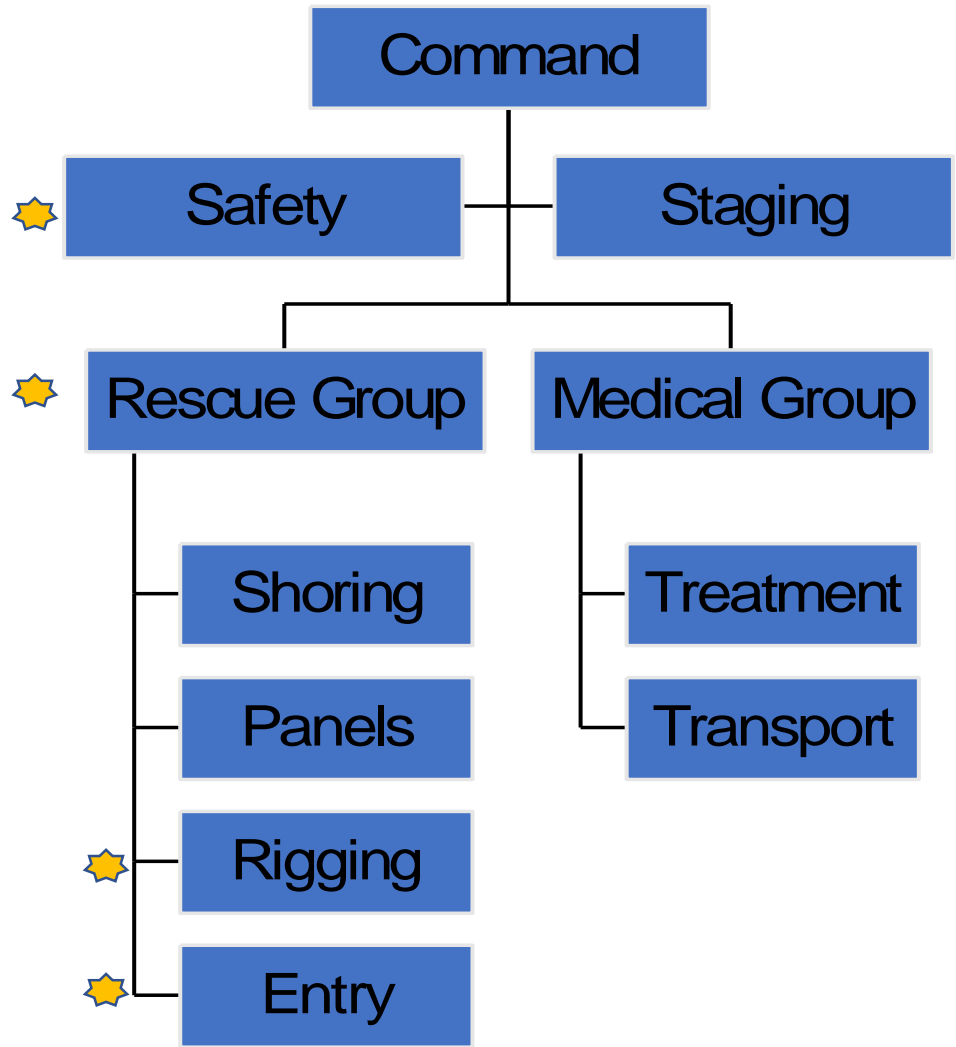 Command
Safety
Staging
Rescue Group
Medical Group
Shoring
Treatment
Panels
Transport
Rigging
Entry